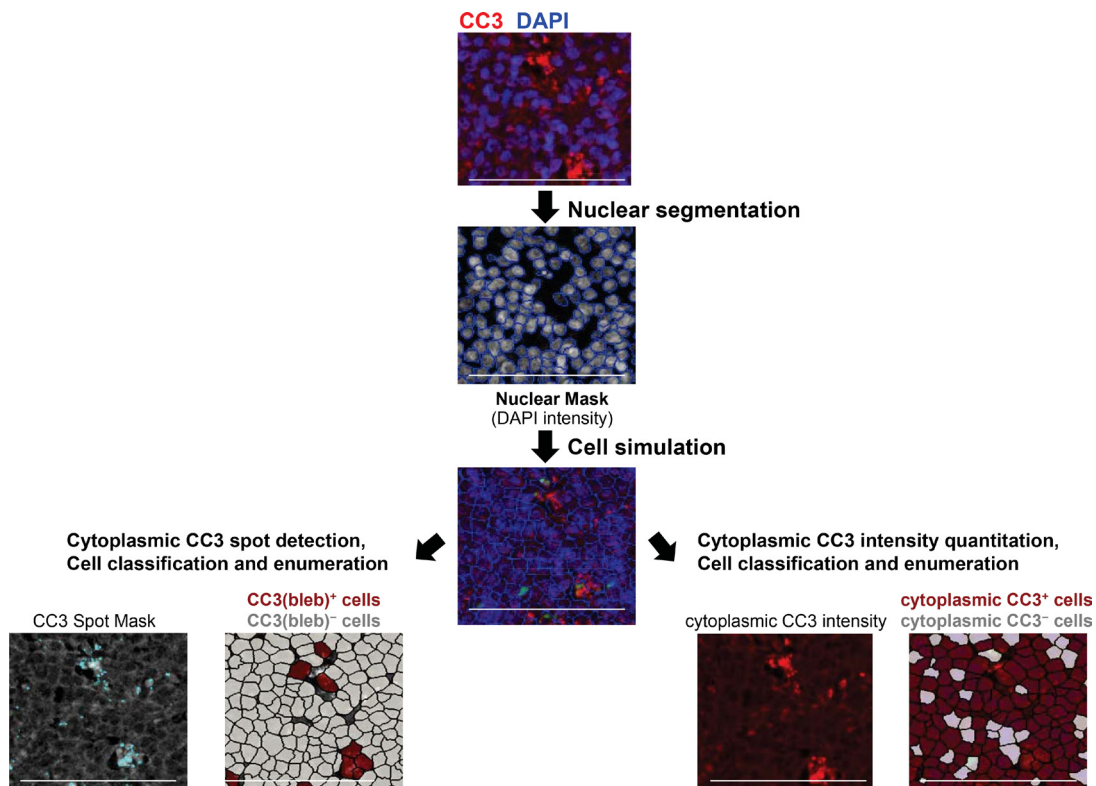 CC3 DAPI
Nuclear segmentation
Nuclear Mask
(DAPI intensity)
Cell simulation
Cytoplasmic CC3 spot detection,
Cell classification and enumeration
CC3 Spot Mask
CC3(bleb)⁺ cells
CC3(bleb)⁻ cells
Cytoplasmic CC3 intensity quantitation,
Cell classification and enumeration
cytoplasmic CC3 intensity
cytoplasmic CC3⁺ cells
cytoplasmic CC3⁻ cells